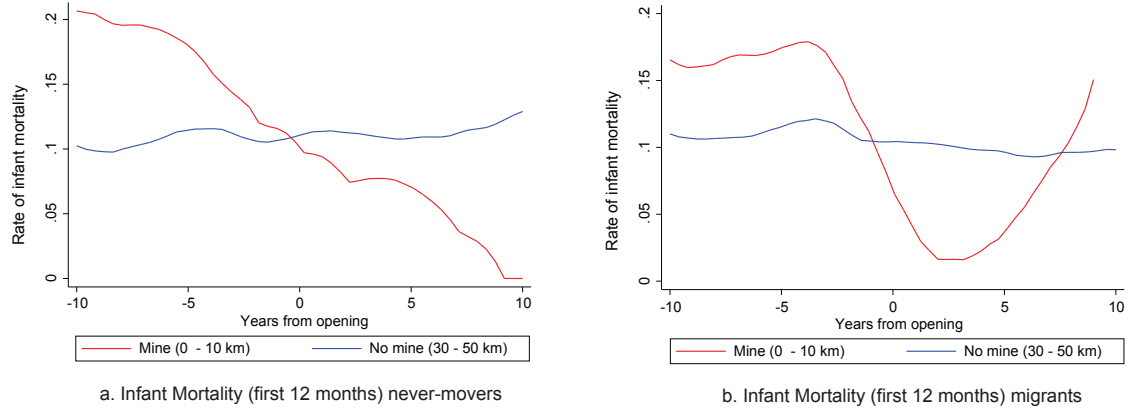 .2
.15
.1
.05
0
Rate of infant mortality
-10 -5 0 5 10
Years from opening
Mine (0 - 10 km) No mine (30 - 50 km)
a. Infant Mortality (first 12 months) never-movers
.2
.15
.1
.05
0
Rate of infant mortality
-10 -5 0 5 10
Years from opening
Mine (0 - 10 km) No mine (30 - 50 km)
b. Infant Mortality (first 12 months) migrants